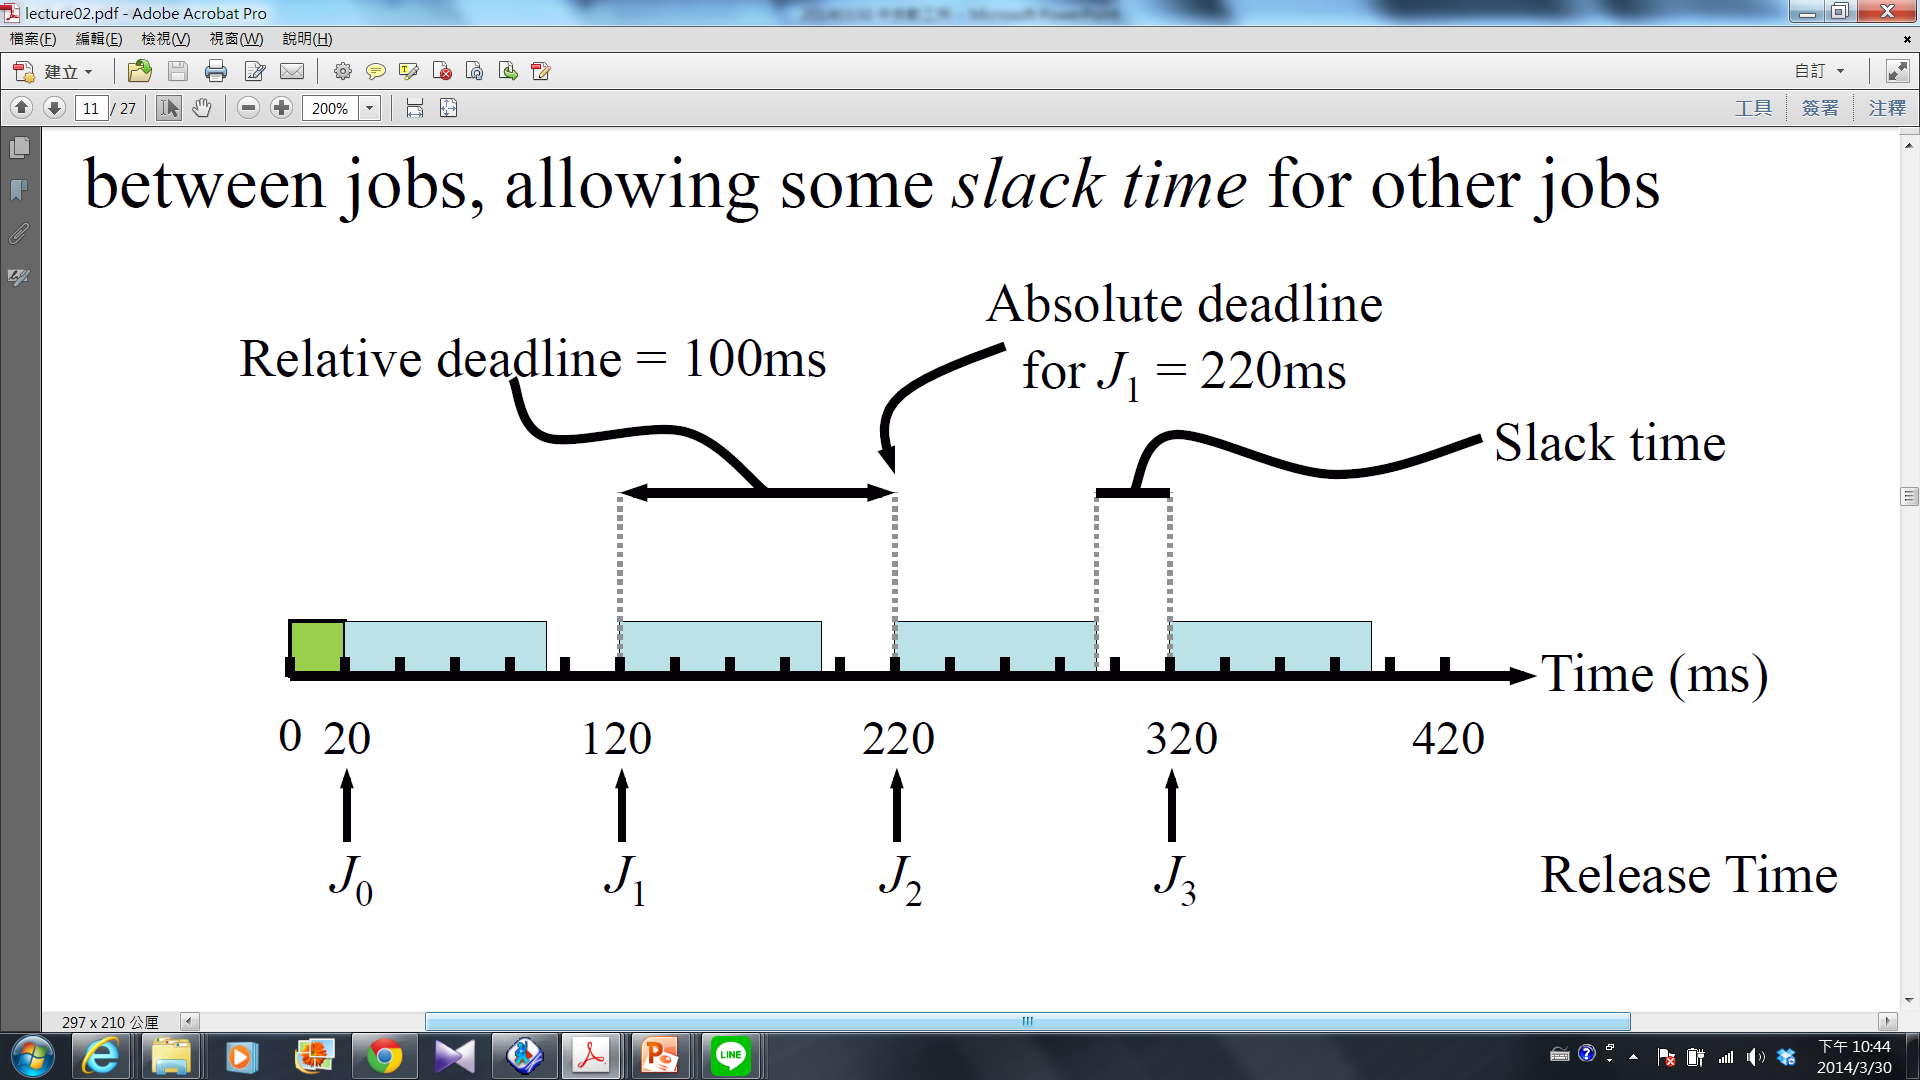 lecture02.pdf - Adobe Acrobat Pro
檔案(F) 編輯(E) 檢視(V) 視窗(W) 說明(H)
建立 自訂
11 / 27 200% 工具 簽署 注釋
between jobs, allowing some slack time for other jobs
Absolute deadline
for J1 = 220ms
Relative deadline = 100ms
Slack time
Time (ms)
0 20 120 220 320 420
J0 J1 J2 J3 Release Time
297 x 210 公厘
LINE
下午 10:44
2014/3/30